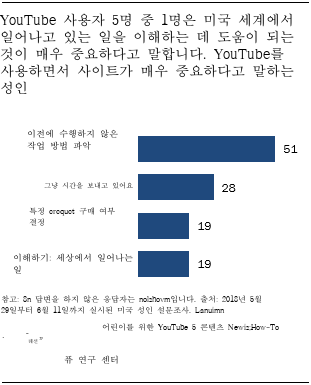 YouTube 사용자 5명 중 1명은 미국 세계에서
일어나고 있는 일을 이해하는 데 도움이 되는
것이 매우 중요하다고 말합니다. YouTube를
사용하면서 사이트가 매우 중요하다고 말하는
성인
이전에 수행하지 않은
작업 방법 파악
51
그냥 시간을 보내고 있어요
28
특정 croquet 구매 여부
결정
19
이해하기: 세상에서 일어나는
일
19
참고: 8n 답변을 하지 않은 응답자는 noishovm입니다. 출처: 2018년 5월
29일부터 6월 11일까지 실시된 미국 성인 설문조사. Lanuimn
어린이를 위한 YouTube 5 콘텐츠 Newiz,How-To
퓨 연구 센터